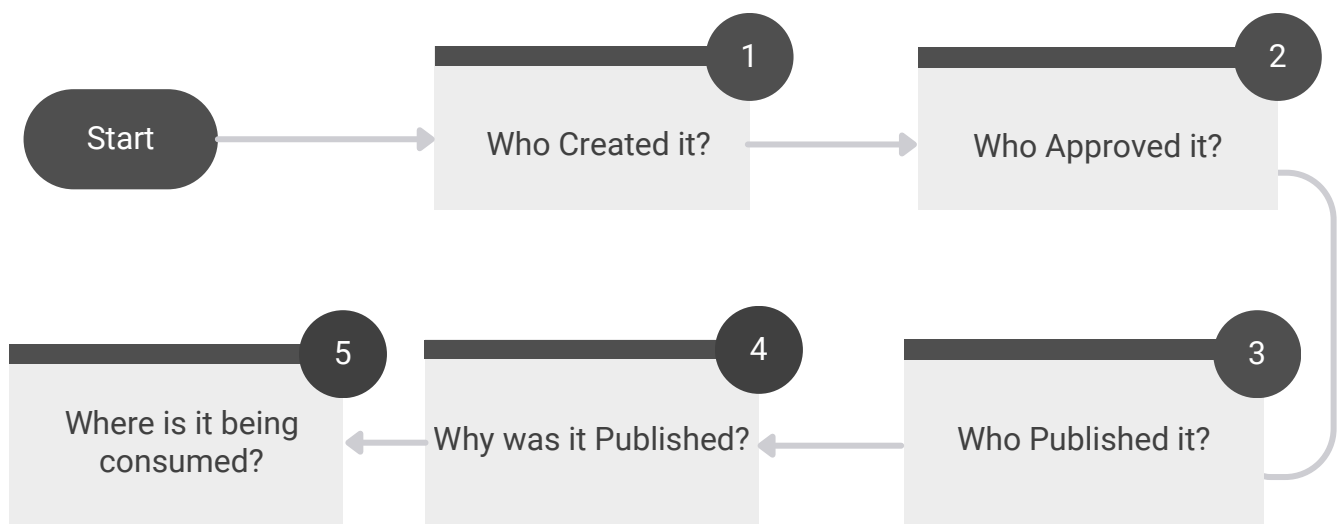 Start
1
Who Created it?
2
Who Approved it?
3
Who Published it?
4
Why was it Published?
5
Where is it being
consumed?